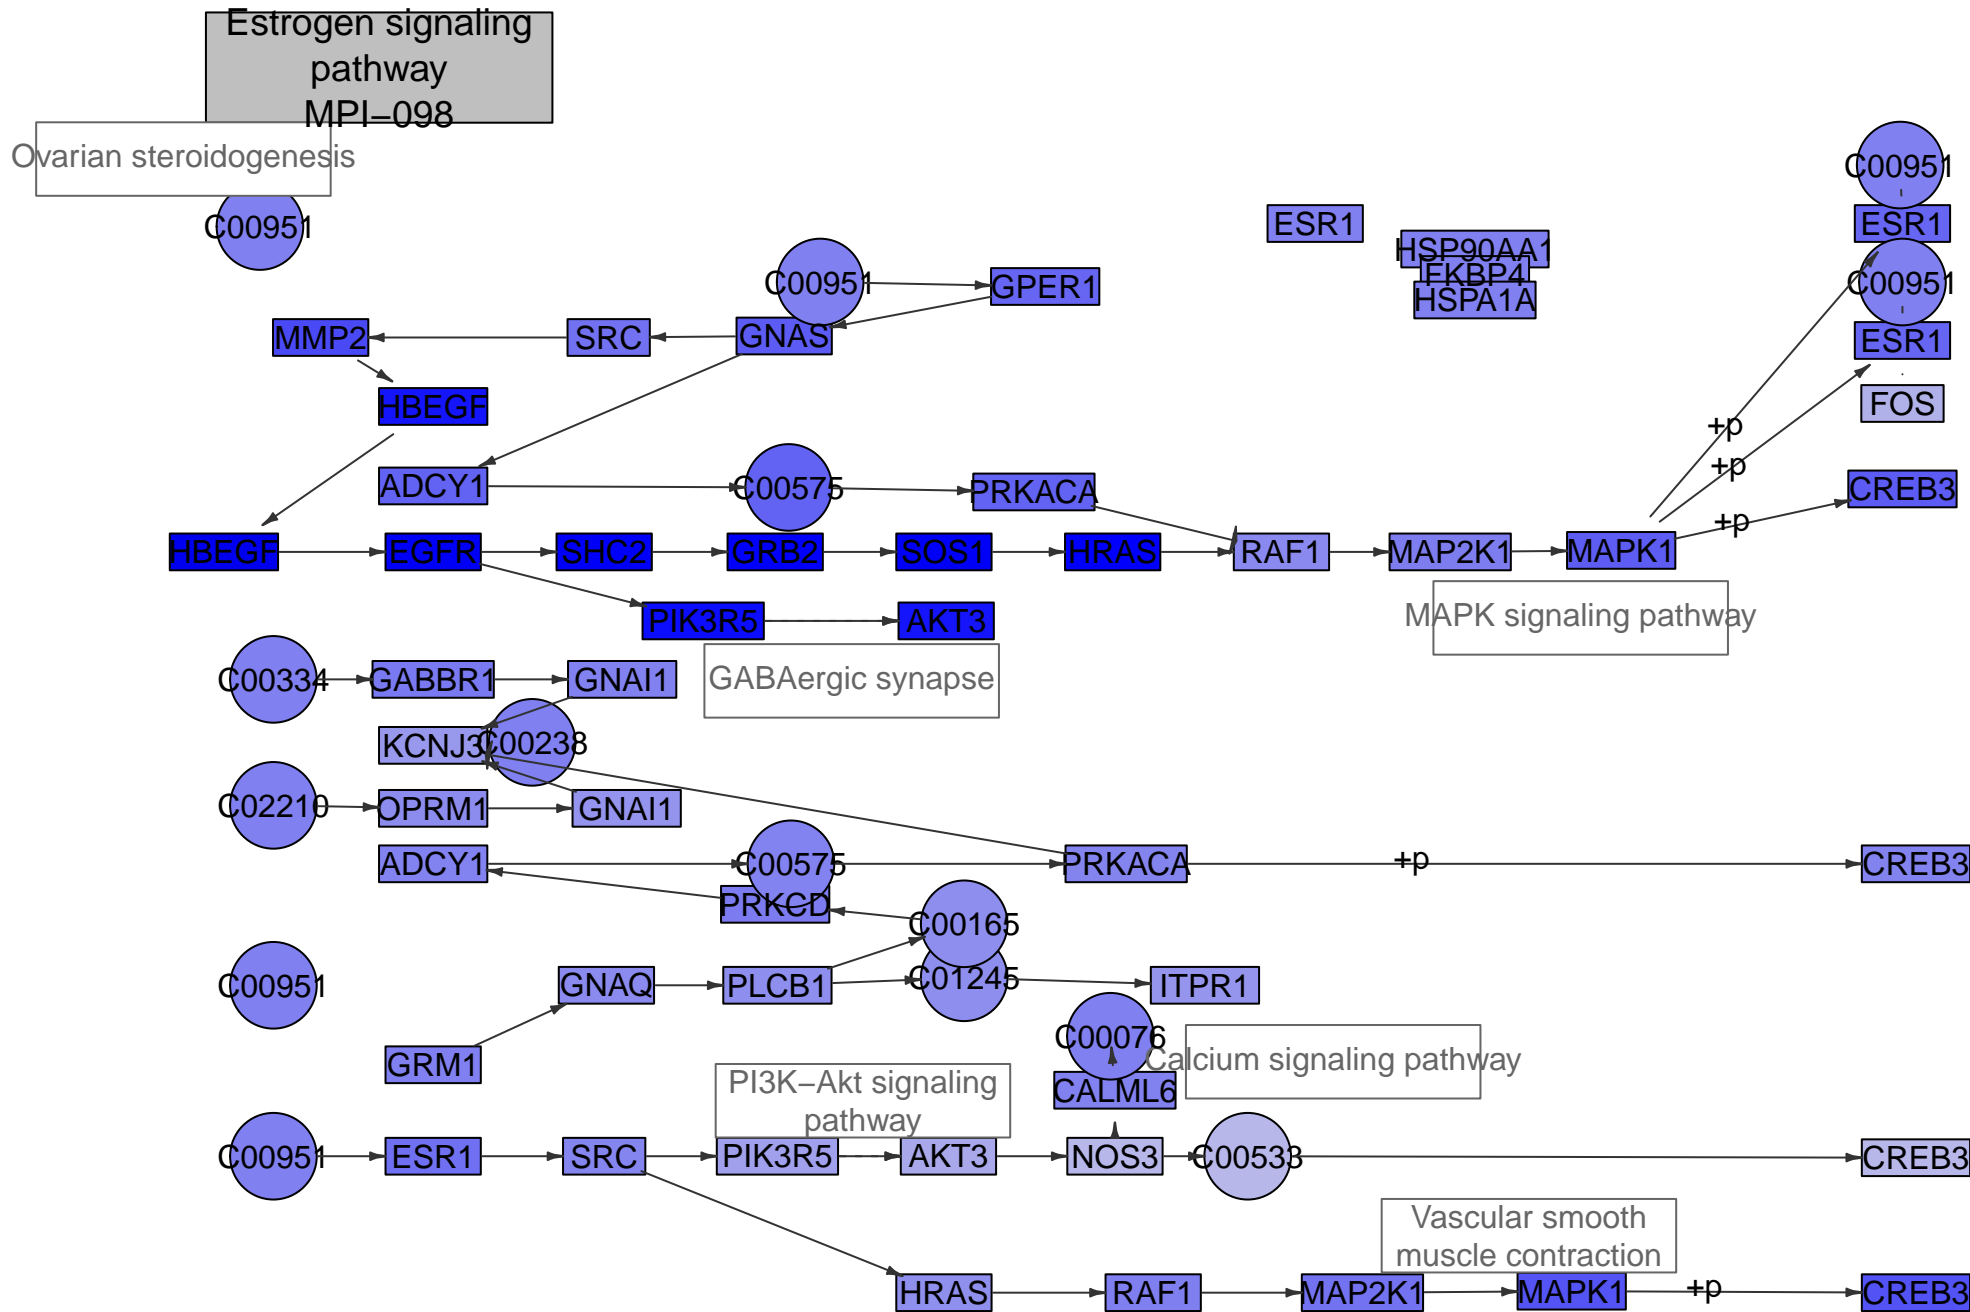 Estrogen signaling
pathway
MPI−098
Ovarian steroidogenesis
C00951
C00951
ESR1
C00951
ESR1
HSP90AA1
FKBP4
HSPA1A
C00951
GPER1
C00951
ESR1
MMP2
SRC
GNAS
HBEGF
FOS
+p
+p
ADCY1
C00575
PRKACA
CREB3
+p
HBEGF
EGFR
SHC2
GRB2
SOS1
HRAS
RAF1
MAP2K1
MAPK1
PIK3R5
AKT3
MAPK signaling pathway
C00334
GABBR1
GNAI1
GABAergic synapse
KCNJ3
C00238
C02210
OPRM1
GNAI1
ADCY1
C00575
PRKACA
+p
CREB3
PRKCD
C00165
C00951
GNAQ
PLCB1
C01245
ITPR1
GRM1
C00076
Calcium signaling pathway
CALML6
PI3K−Akt signaling
pathway
C00951
ESR1
SRC
PIK3R5
AKT3
NOS3
C00533
CREB3
Vascular smooth
muscle contraction
HRAS
RAF1
MAP2K1
MAPK1
+p
CREB3